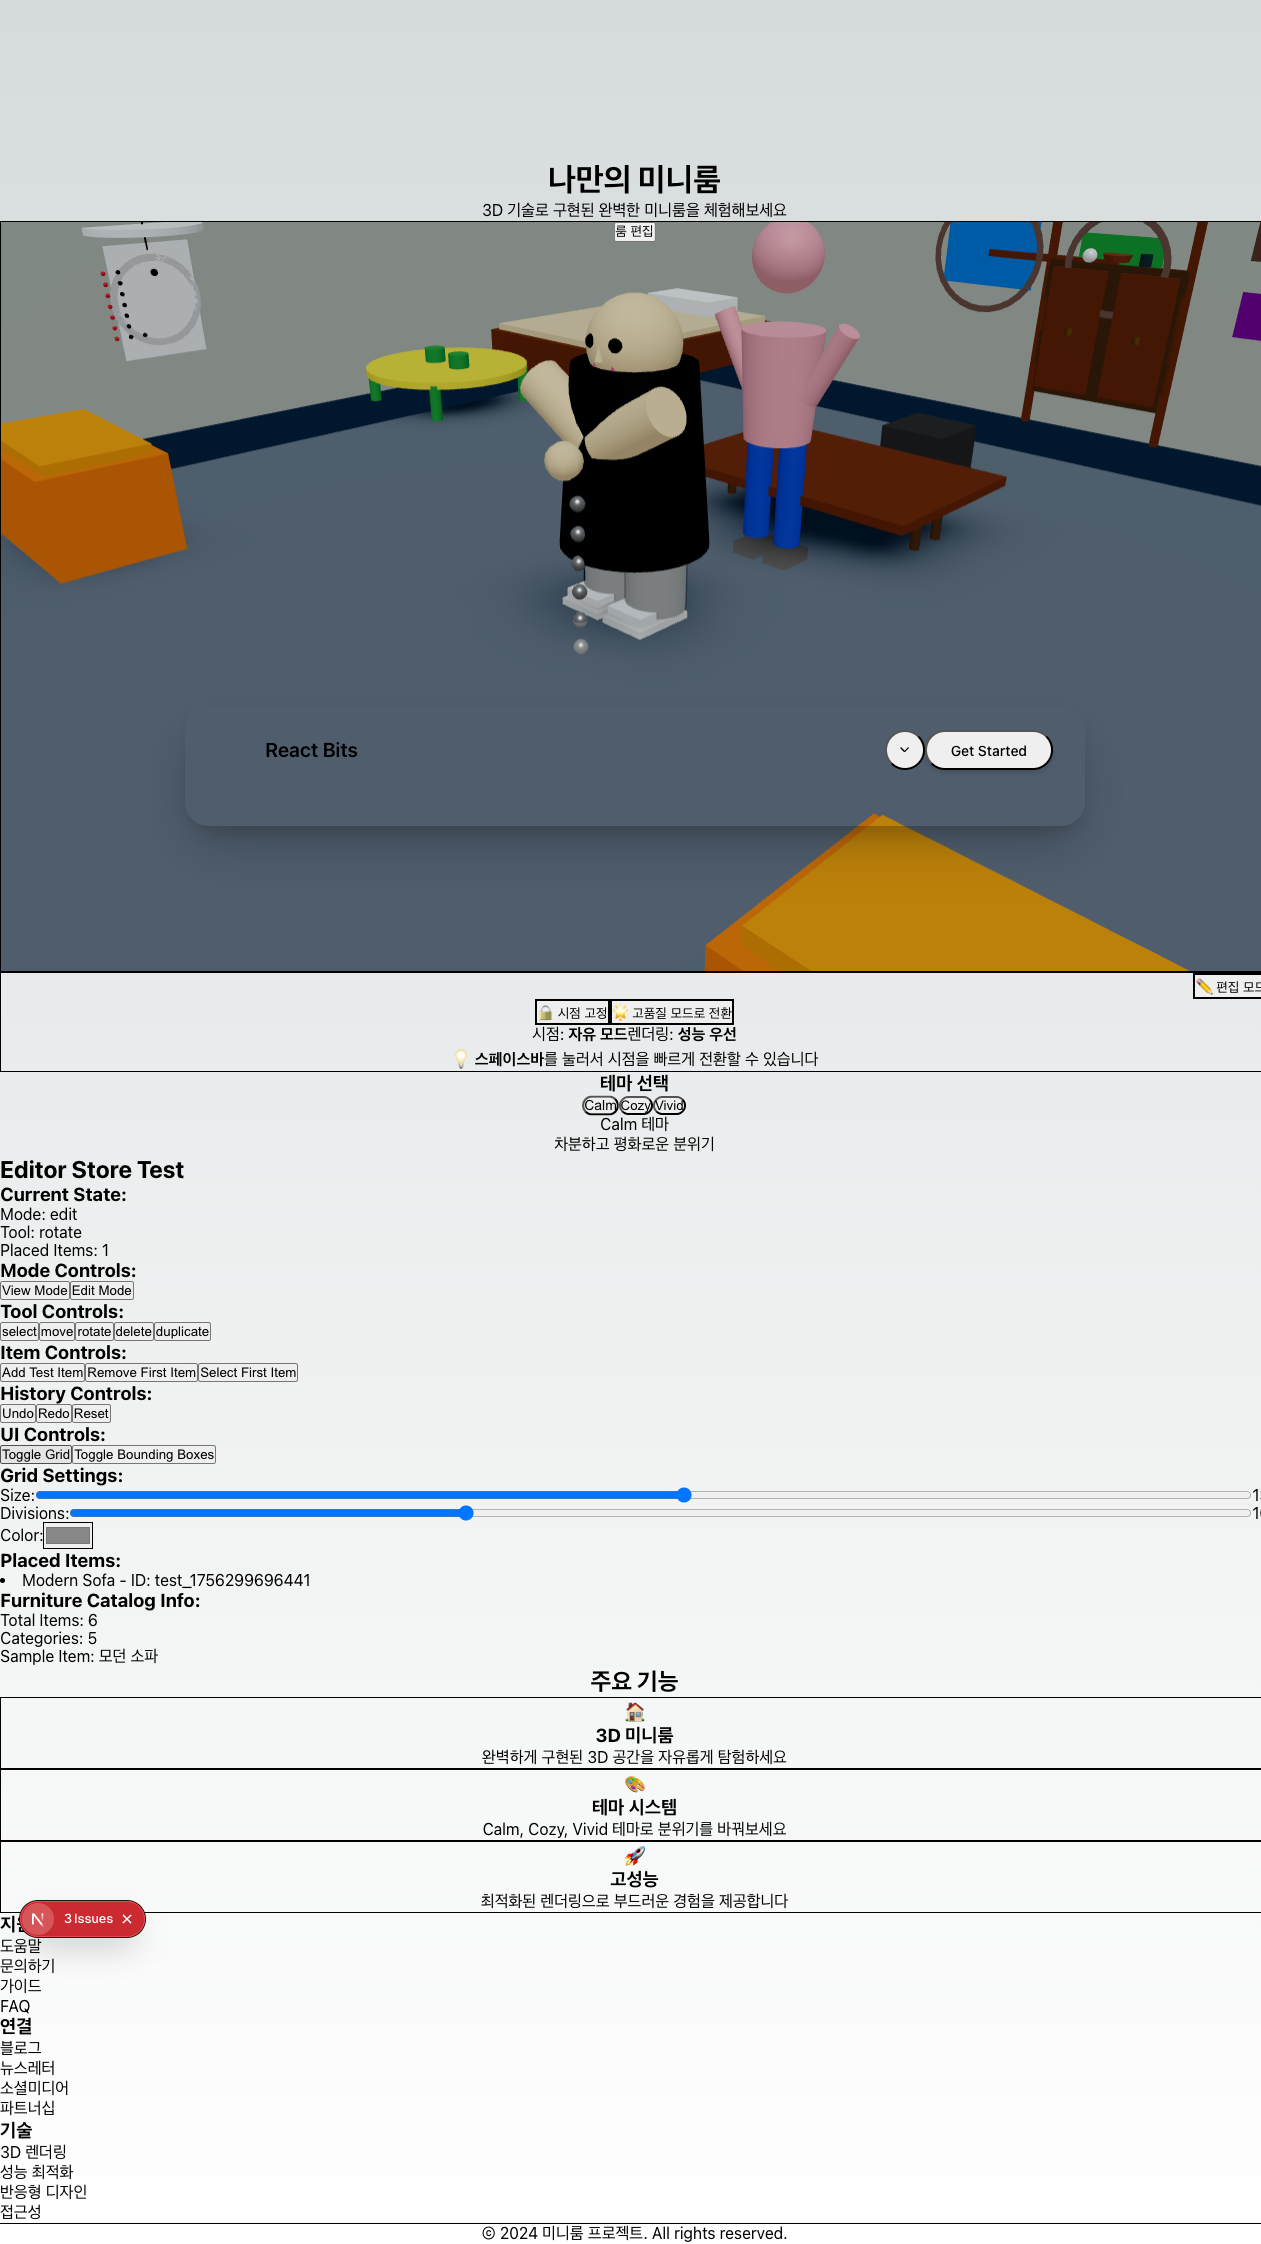 나만의 미니룸
3D 기술로 구현된 완벽한 미니룸을 체험해보세요
룸 편집
React Bits
Get Started
✏️ 편집 모드
🔒 시점 고정 🌟 고품질 모드로 전환
시점: 자유 모드렌더링: 성능 우선
💡 스페이스바를 눌러서 시점을 빠르게 전환할 수 있습니다
테마 선택
Calm Cozy Vivid
Calm 테마
차분하고 평화로운 분위기
Editor Store Test
Current State:
Mode: edit
Tool: rotate
Placed Items: 1
Mode Controls:
View Mode Edit Mode
Tool Controls:
select move rotate delete duplicate
Item Controls:
Add Test Item Remove First Item Select First Item
History Controls:
Undo Redo Reset
UI Controls:
Toggle Grid Toggle Bounding Boxes
Grid Settings:
Size:
Divisions:
Color:
Placed Items:
• Modern Sofa - ID: test_1756299696441
Furniture Catalog Info:
Total Items: 6
Categories: 5
Sample Item: 모던 소파
주요 기능
🏠
3D 미니룸
완벽하게 구현된 3D 공간을 자유롭게 탐험하세요
🎨
테마 시스템
Calm, Cozy, Vivid 테마로 분위기를 바꿔보세요
🚀
고성능
최적화된 렌더링으로 부드러운 경험을 제공합니다
N 3 Issues ×
도움말
문의하기
가이드
FAQ
연결
블로그
뉴스레터
소셜미디어
파트너십
기술
3D 렌더링
성능 최적화
반응형 디자인
접근성
© 2024 미니룸 프로젝트. All rights reserved.